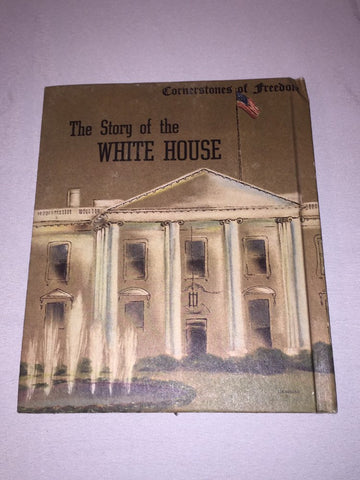 Cornerstones of Freedom
The Story of the
WHITE HOUSE